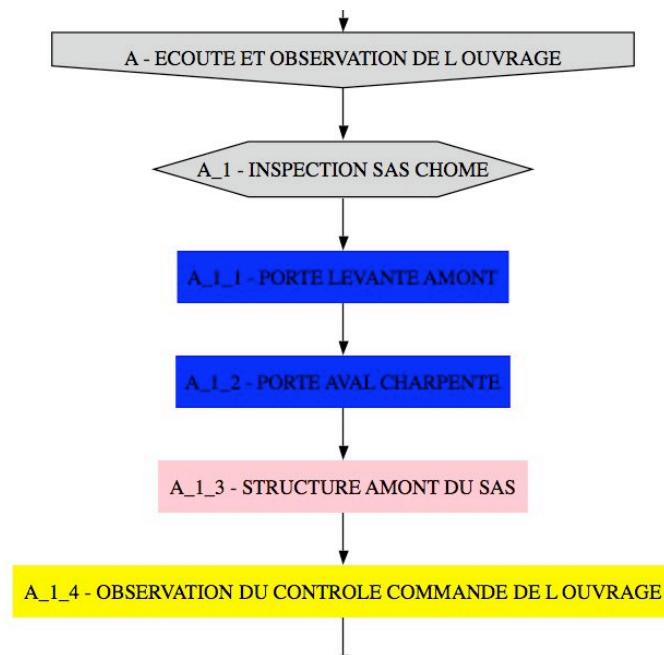 A - ECOUTE ET OBSERVATION DE L OUVRAGE
A_1 - INSPECTION SAS CHOME
A_1_1 - PORTE LEVANTE AMONT
A_1_2 - PORTE AVAL CHARPENTE
A_1_3 - STRUCTURE AMONT DU SAS
A_1_4 - OBSERVATION DU CONTROLE COMMANDE DE L OUVRAGE